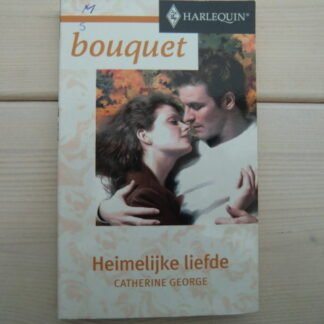 M
S
HARLEQUIN®
bouquet
Heimelijke liefde
CATHERINE GEORGE